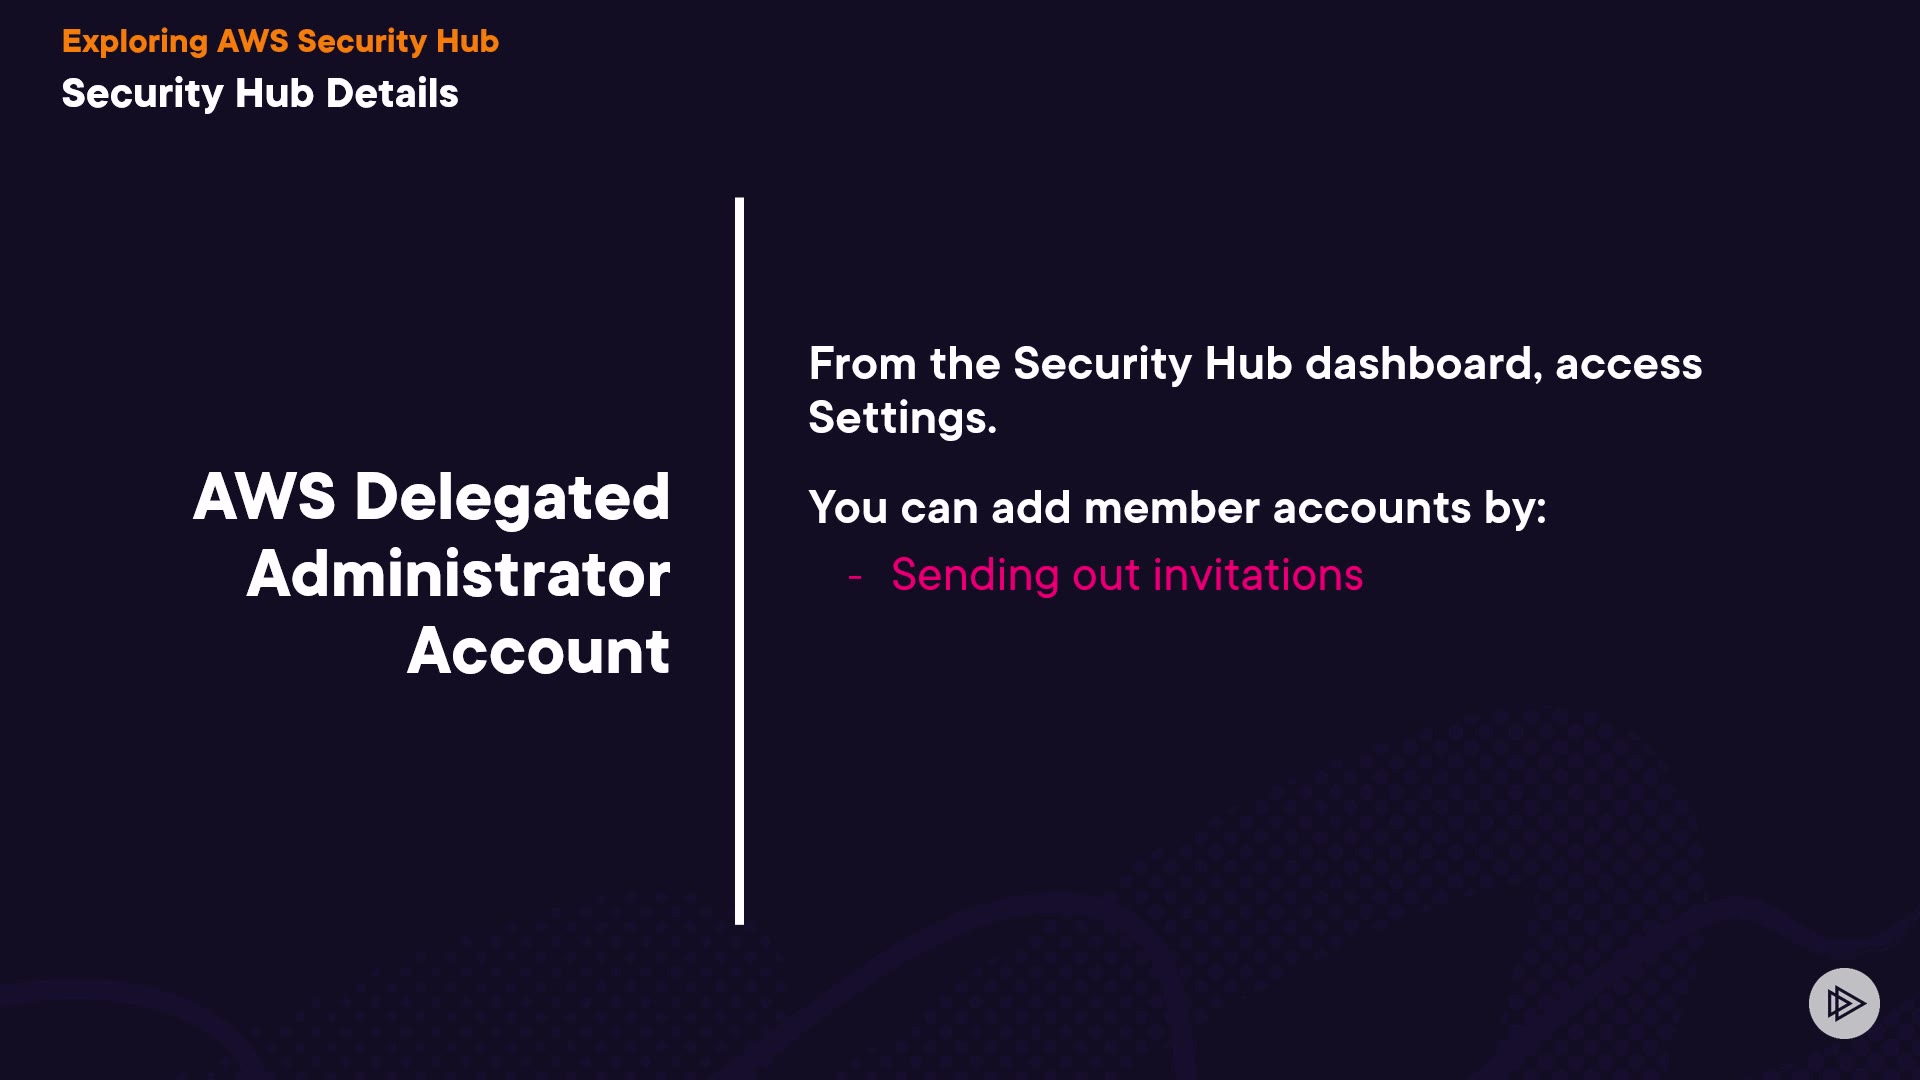 Exploring AWS Security Hub
Security Hub Details
AWS Delegated
Administrator
Account
From the Security Hub dashboard, access
Settings.
You can add member accounts by:
- Sending out invitations